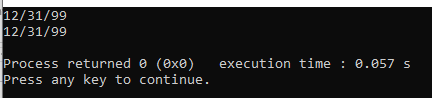 12/31/99
12/31/99
Process returned 0 (0x0)   execution time : 0.057 s
Press any key to continue.